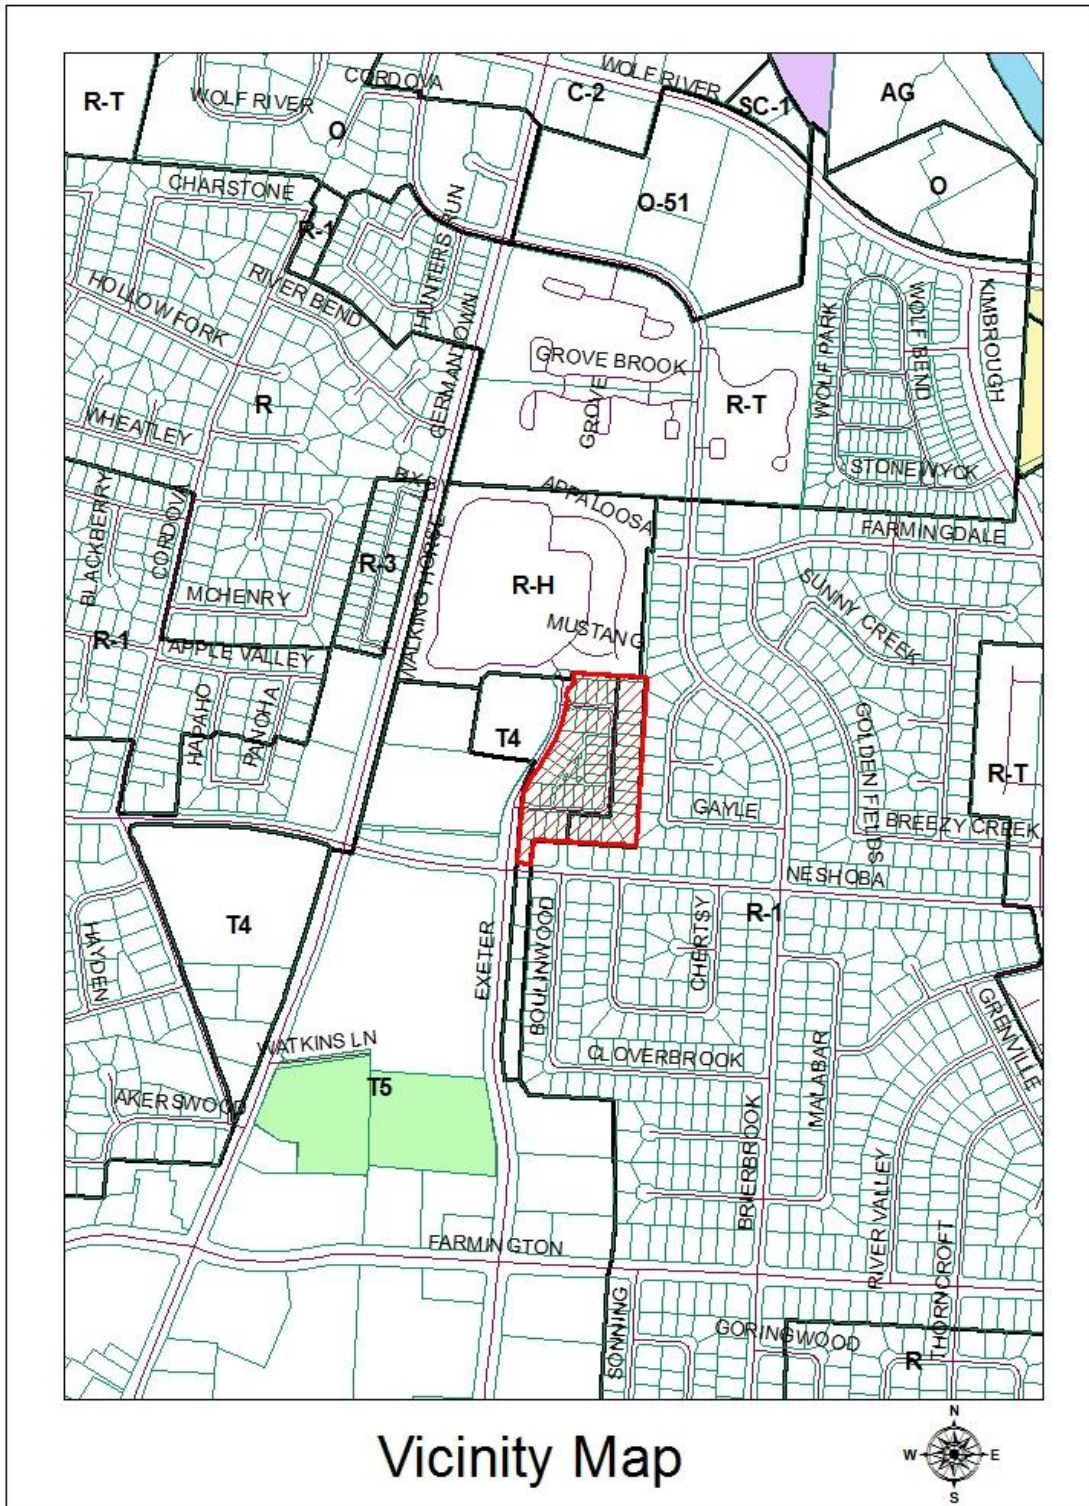 WOLF RIVER
CORDOVA
C-2
SC-1
AG
R-T
WOLF RIVER
O
O
CHARSTONE
O-51
R-1
HUNTERS RUN
RIVER BEND
HOLLOW FORK
GERMANTOWN
KIMBROUGH
WOLF BEND
WOLF PARK
GROVE BROOK
GROVE
R-T
R
WHEATLEY
STONEWYCK
BLACKBERRY
CORDOVA
APPALOOSA
FARMINGDALE
R-3
WALKING HORSE
R-H
SUNNY CREEK
MCHENRY
MUSTANG
R-1
APPLE VALLEY
HAPAHO
PANCHA
T4
GOLDEN FIELDS
R-T
GAYLE
BREEZY CREEK
NESHOBA
R-1
T4
HAYDEN
EXETER
BOULINWOOD
CHERTSY
GRENVILLE
WATKINS LN
CLOVERBROOK
T5
MALABAR
AKERSWOOD
BRIERBROOK
RIVER VALLEY
FARMINGTON
THORNCROFT
SONNING
GORINGWOOD
R
Vicinity Map
N
W
E
S